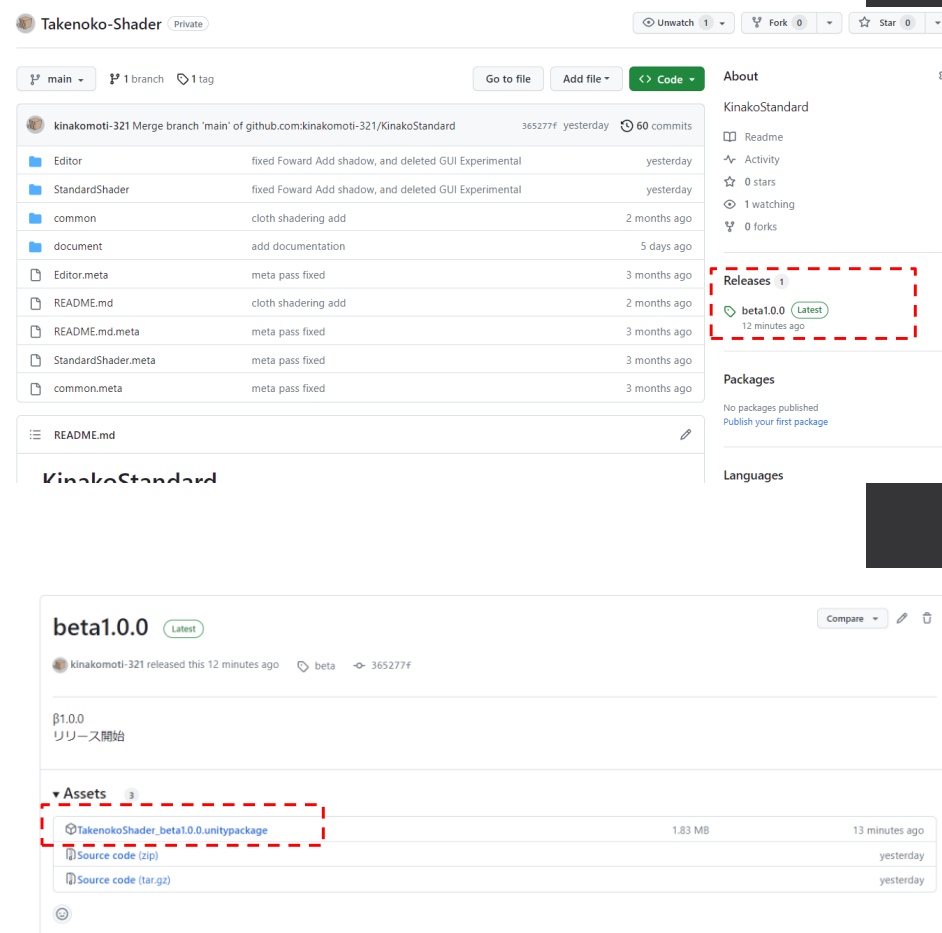 Takenoko-Shader Private Unwatch 1 Fork 0 Star 0
main 1 branch 1 tag Go to file Add file Code
About
kinakomoti-321 Merge branch 'main' of github.com:kinakomoti-321/KinakoStandard 365277f yesterday 60 commits
KinakoStandard
Editor fixed Foward Add shadow, and deleted GUI Experimental yesterday
StandardShader fixed Foward Add shadow, and deleted GUI Experimental yesterday
common cloth shadering add 2 months ago
document add documentation 5 days ago
Editor.meta meta pass fixed 3 months ago
README.md cloth shadering add 2 months ago
README.md.meta meta pass fixed 3 months ago
StandardShader.meta meta pass fixed 3 months ago
common.meta meta pass fixed 3 months ago
Readme
Activity
0 stars
1 watching
0 forks
Releases 1
beta1.0.0 Latest
12 minutes ago
Packages
No packages published
Publish your first package
Languages
README.md
KinakoStandard
beta1.0.0 Latest Compare
kinakomoti-321 released this 12 minutes ago beta 365277f
β1.0.0
リリース開始
Assets 3
TakenokoShader_beta1.0.0.unitypackage 1.83 MB 13 minutes ago
Source code (zip) yesterday
Source code (tar.gz) yesterday